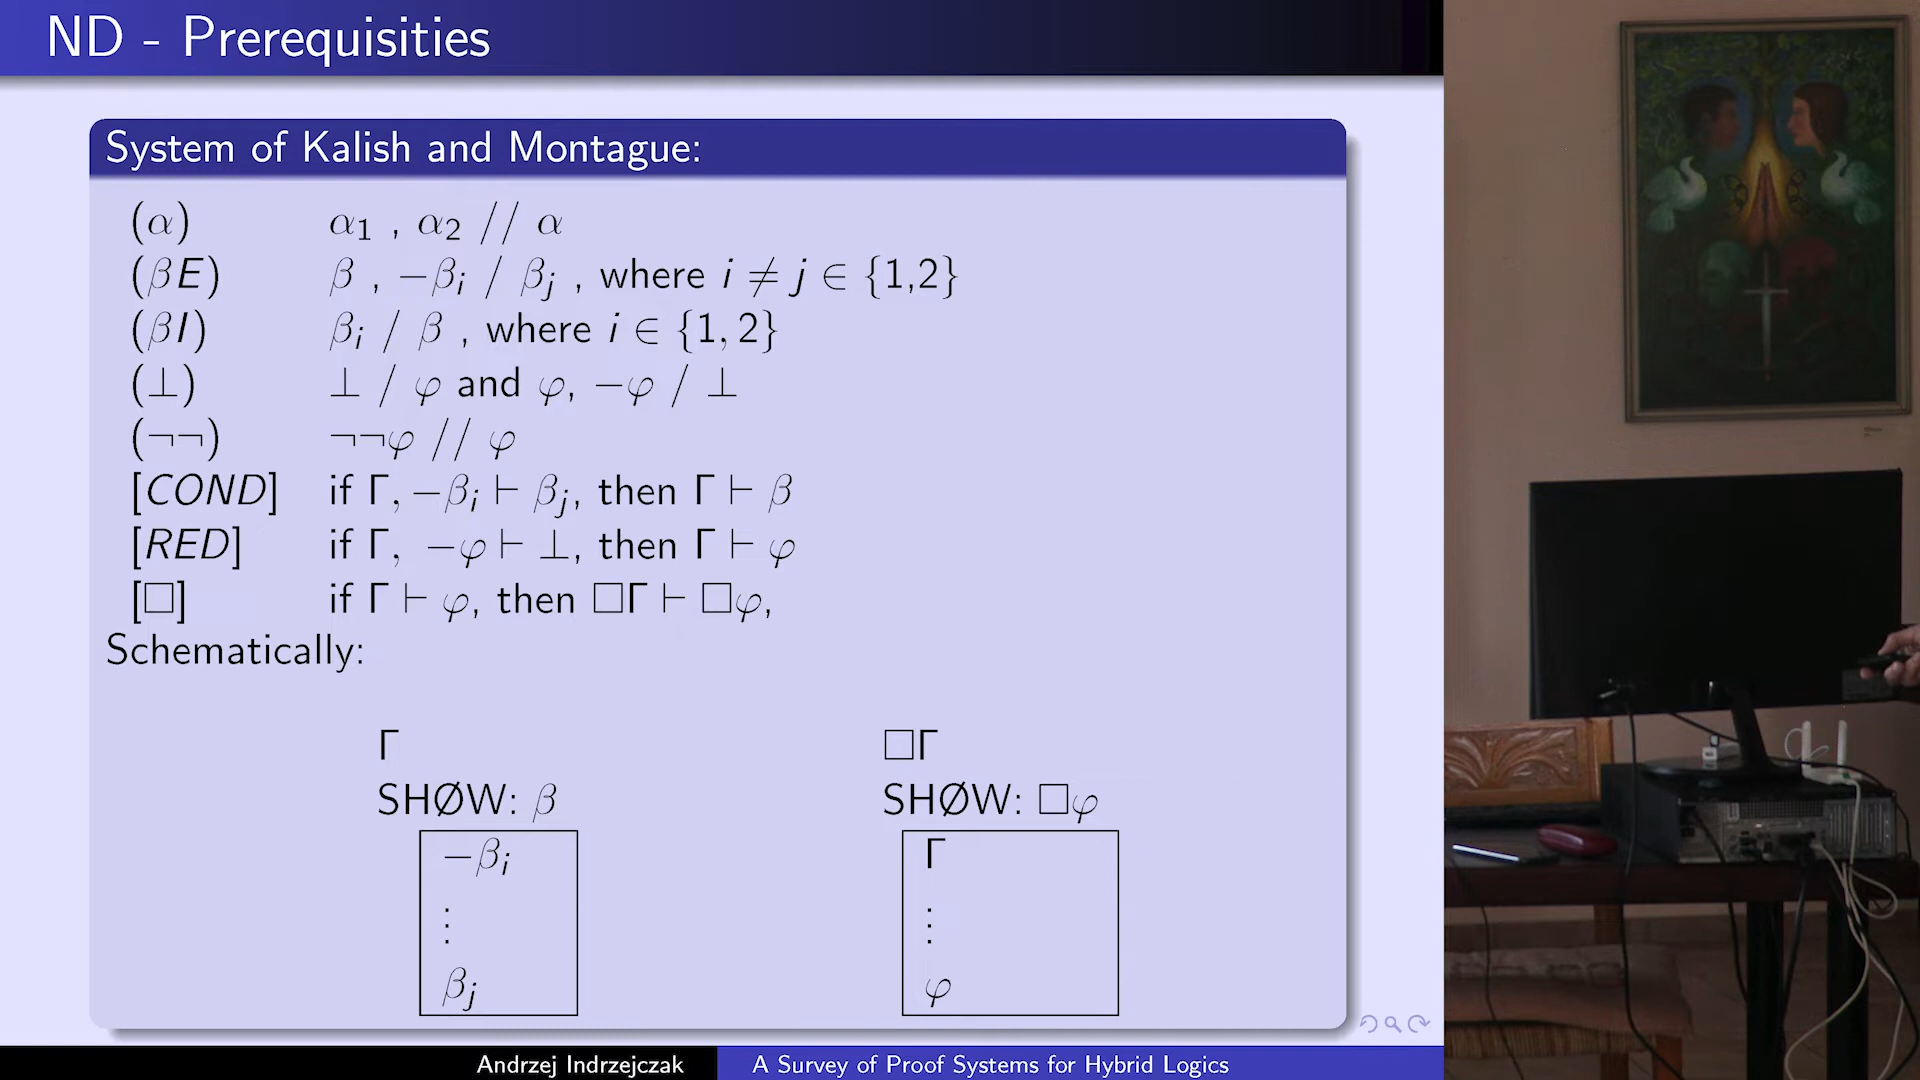 ND - Prerequisities
System of Kalish and Montague:
(α) α₁ , α₂ // α
(βE) β , −βᵢ / βⱼ , where i ≠ j ∈ {1,2}
(βI) βᵢ / β , where i ∈ {1, 2}
(⊥) ⊥ / φ and φ, −φ / ⊥
(¬¬) ¬¬φ // φ
[COND] if Γ, −βᵢ ⊢ βⱼ, then Γ ⊢ β
[RED] if Γ, −φ ⊢ ⊥, then Γ ⊢ φ
[□] if Γ ⊢ φ, then □Γ ⊢ □φ,
Schematically:
Γ
SHØW: β
−βᵢ
⋮
βⱼ
□Γ
SHØW: □φ
Γ
⋮
φ
Andrzej Indrzejczak
A Survey of Proof Systems for Hybrid Logics